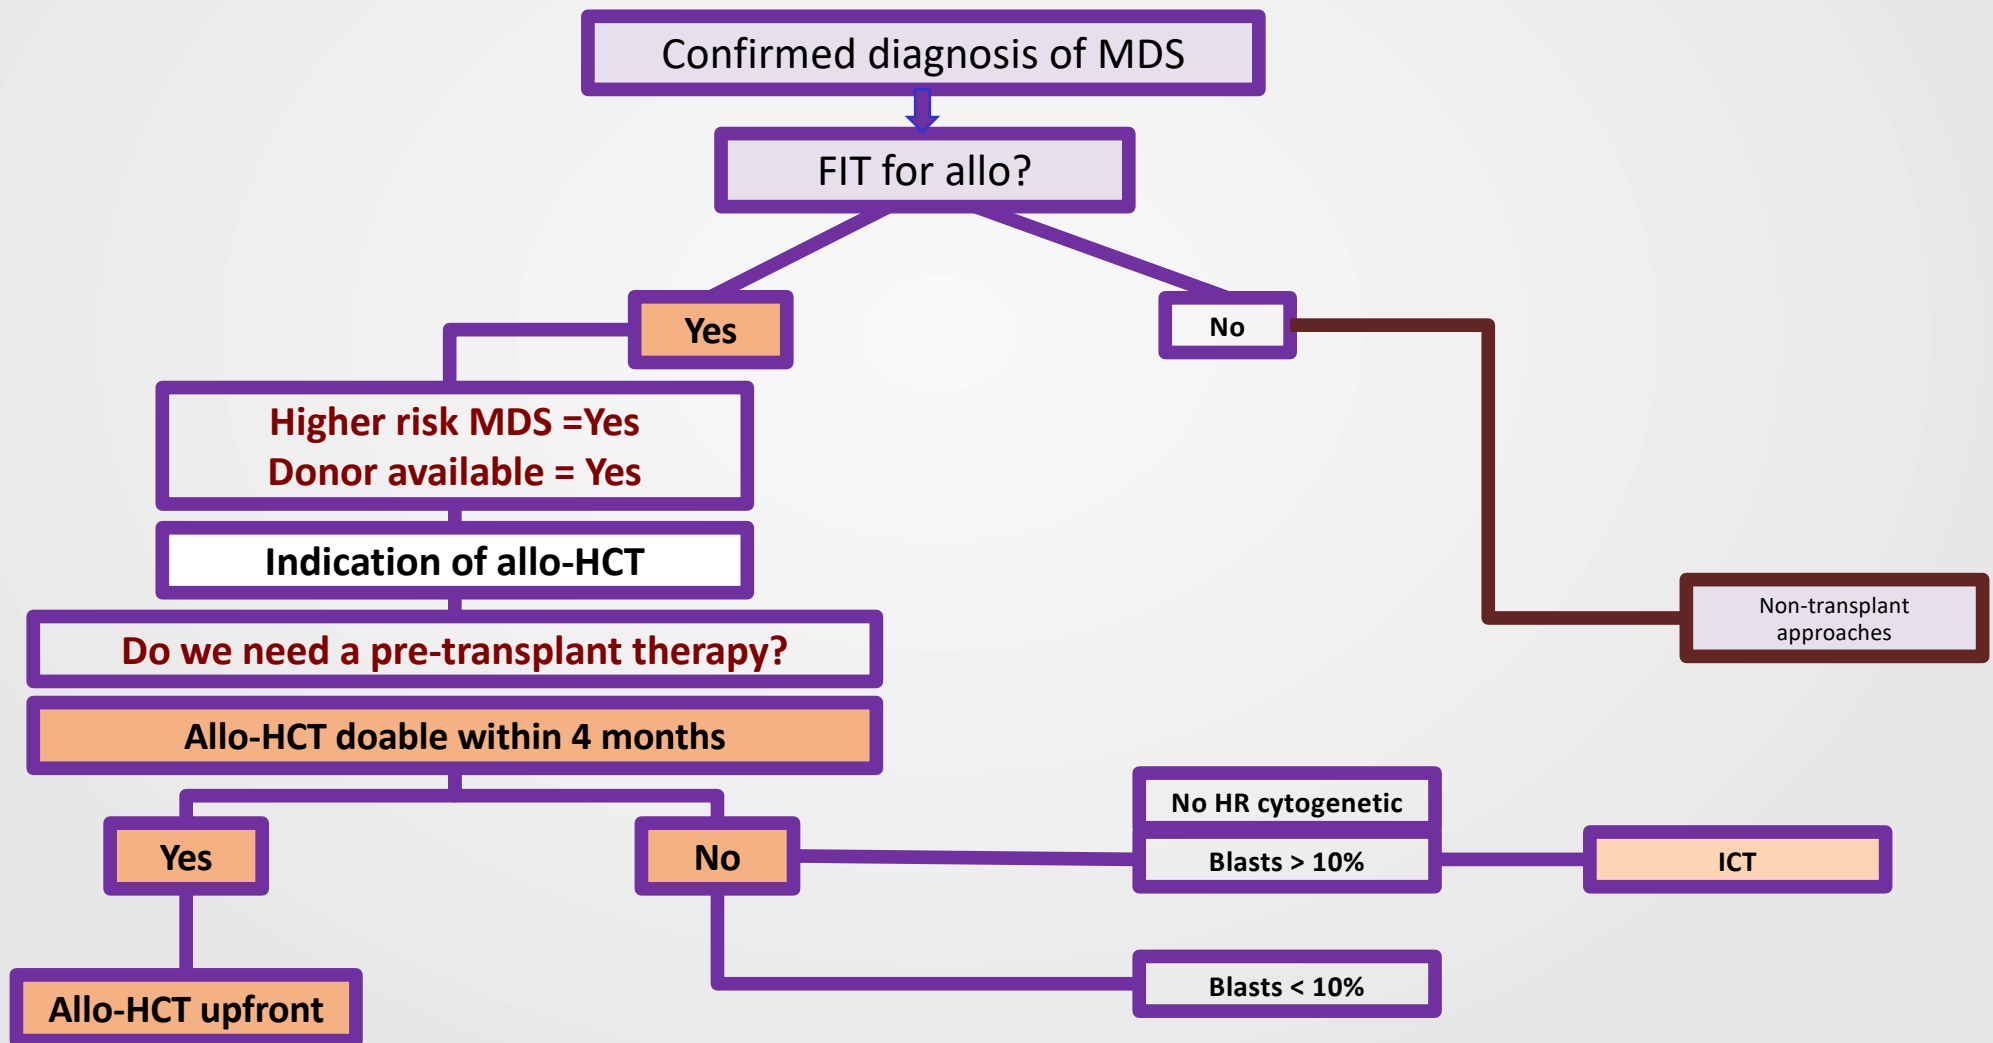 Confirmed diagnosis of MDS
FIT for allo?
Yes
No
Higher risk MDS =Yes
Donor available = Yes
Indication of allo-HCT
Non-transplant
approaches
Do we need a pre-transplant therapy?
Allo-HCT doable within 4 months
Yes
No
No HR cytogenetic
Blasts > 10%
ICT
Blasts < 10%
Allo-HCT upfront